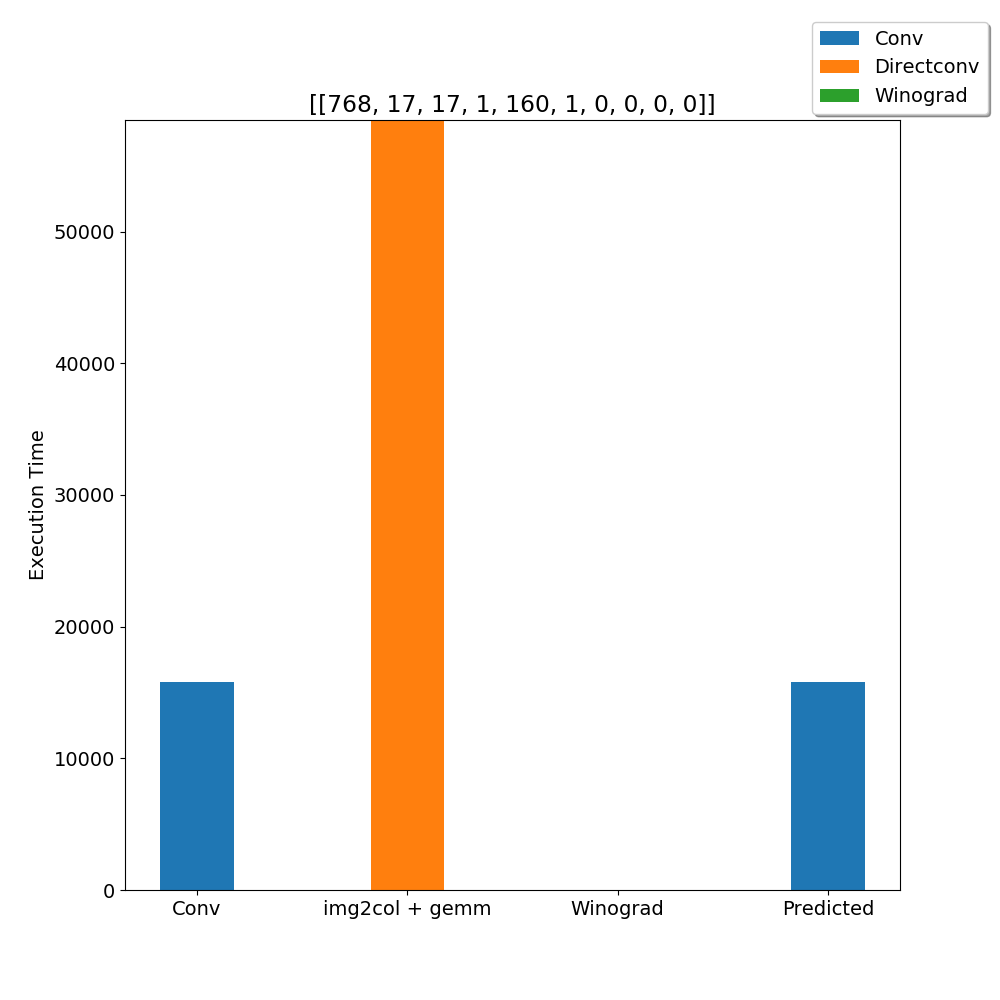 Conv
Directconv
Winograd
[[768, 17, 17, 1, 160, 1, 0, 0, 0, 0]]
50000
40000
30000
20000
10000
0
Execution Time
Conv img2col + gemm Winograd Predicted